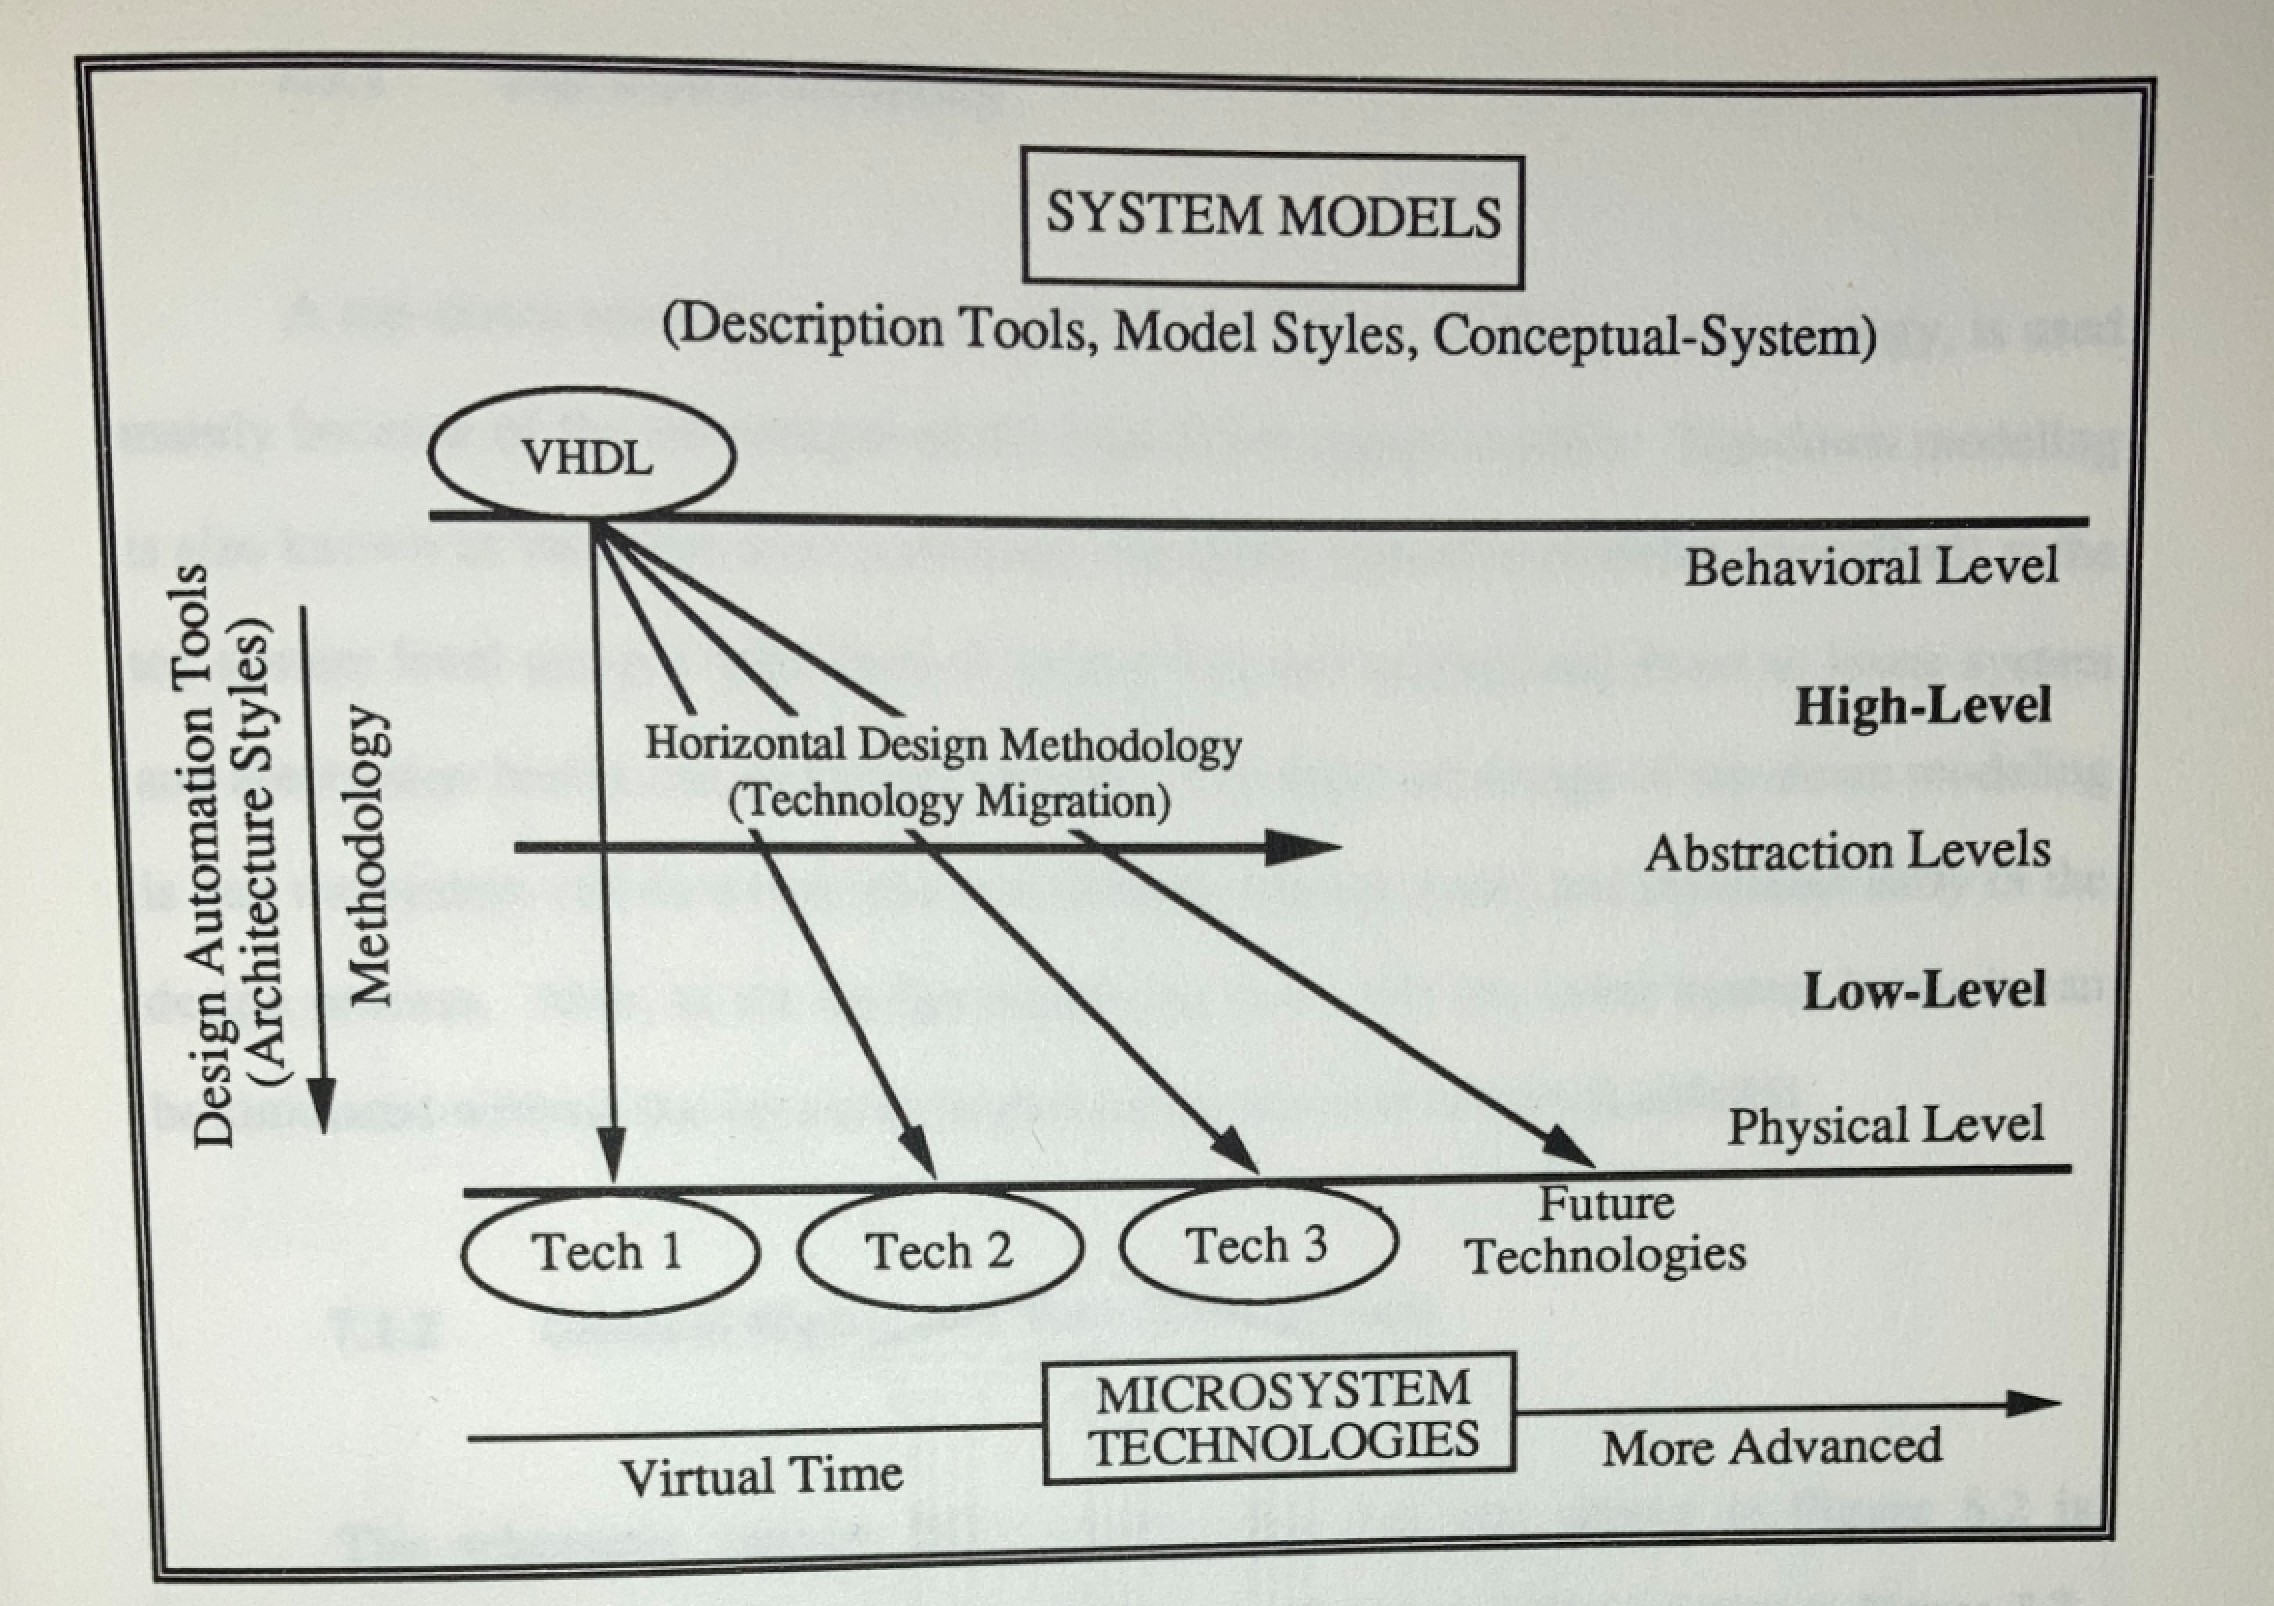 SYSTEM MODELS
(Description Tools, Model Styles, Conceptual-System)
VHDL
Behavioral Level
High-Level
Horizontal Design Methodology
(Technology Migration)
Abstraction Levels
Low-Level
Physical Level
Design Automation Tools
(Architecture Styles)
Methodology
Tech 1
Tech 2
Tech 3
Future
Technologies
MICROSYSTEM
TECHNOLOGIES
Virtual Time
More Advanced